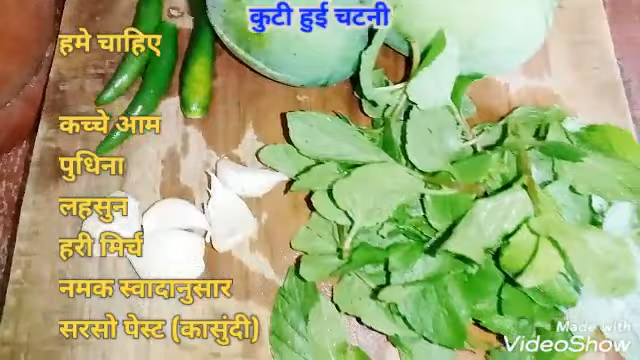 कुटी हुई चटनी
हमे चाहिए
कच्चे आम
पुधिना
लहसुन
हरी मिर्च
नमक स्वादानुसार
सरसो पेस्ट (कासुंदी)
Made With
VideoShow